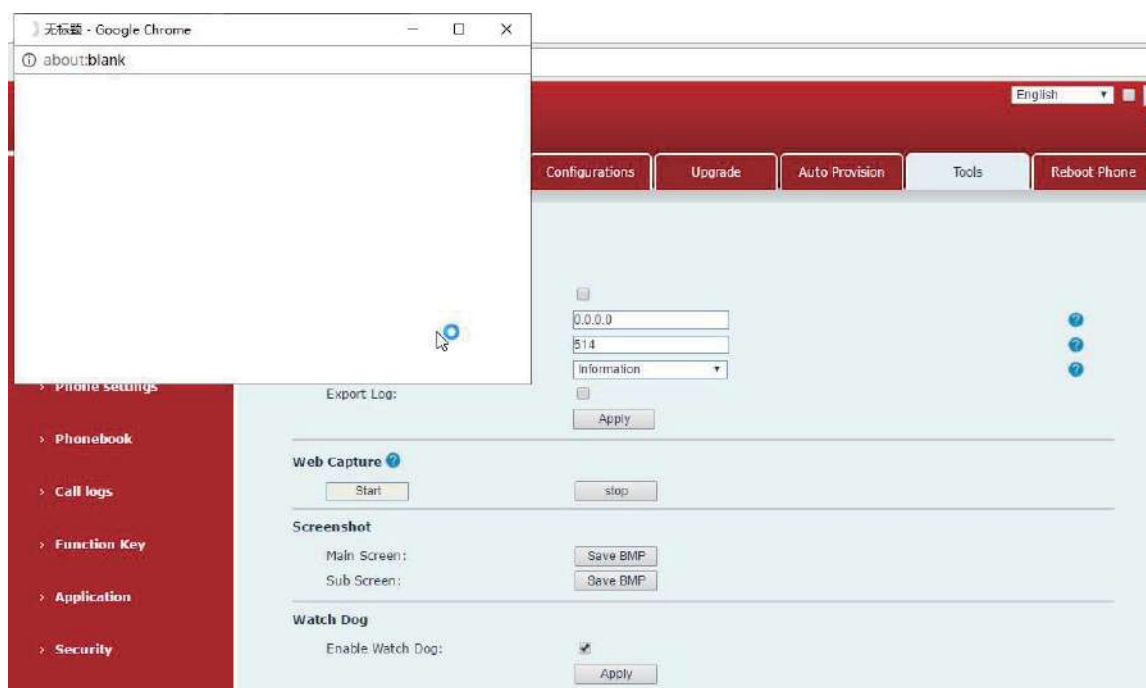 无标题 - Google Chrome
about:blank
English
Configurations
Upgrade
Auto Provision
Tools
Reboot Phone
0.0.0.0
514
Information
Export Log:
Apply
Web Capture
Start
stop
Screenshot
Main Screen:
Save BMP
Sub Screen:
Save BMP
Watch Dog
Enable Watch Dog:
Apply
Phone settings
Phonebook
Call logs
Function Key
Application
Security